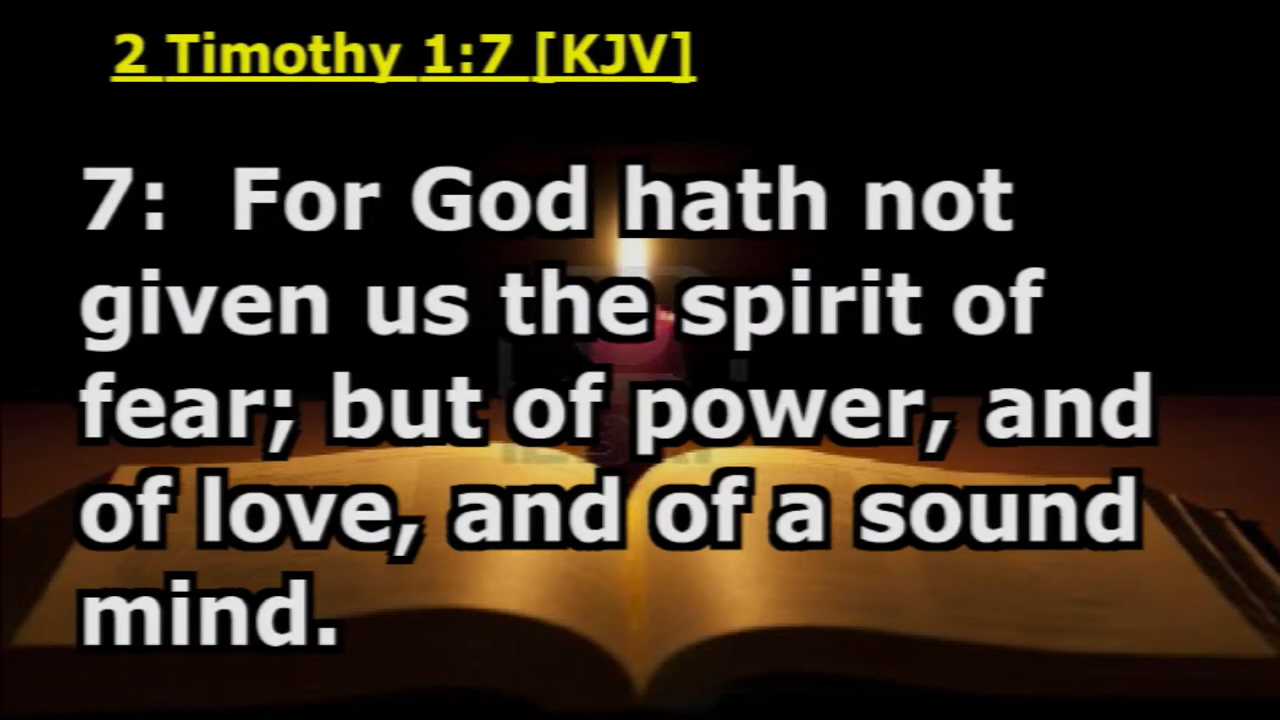 2 Timothy 1:7 [KJV]
7:  For God hath not
given us the spirit of
fear; but of power, and
of love, and of a sound
mind.